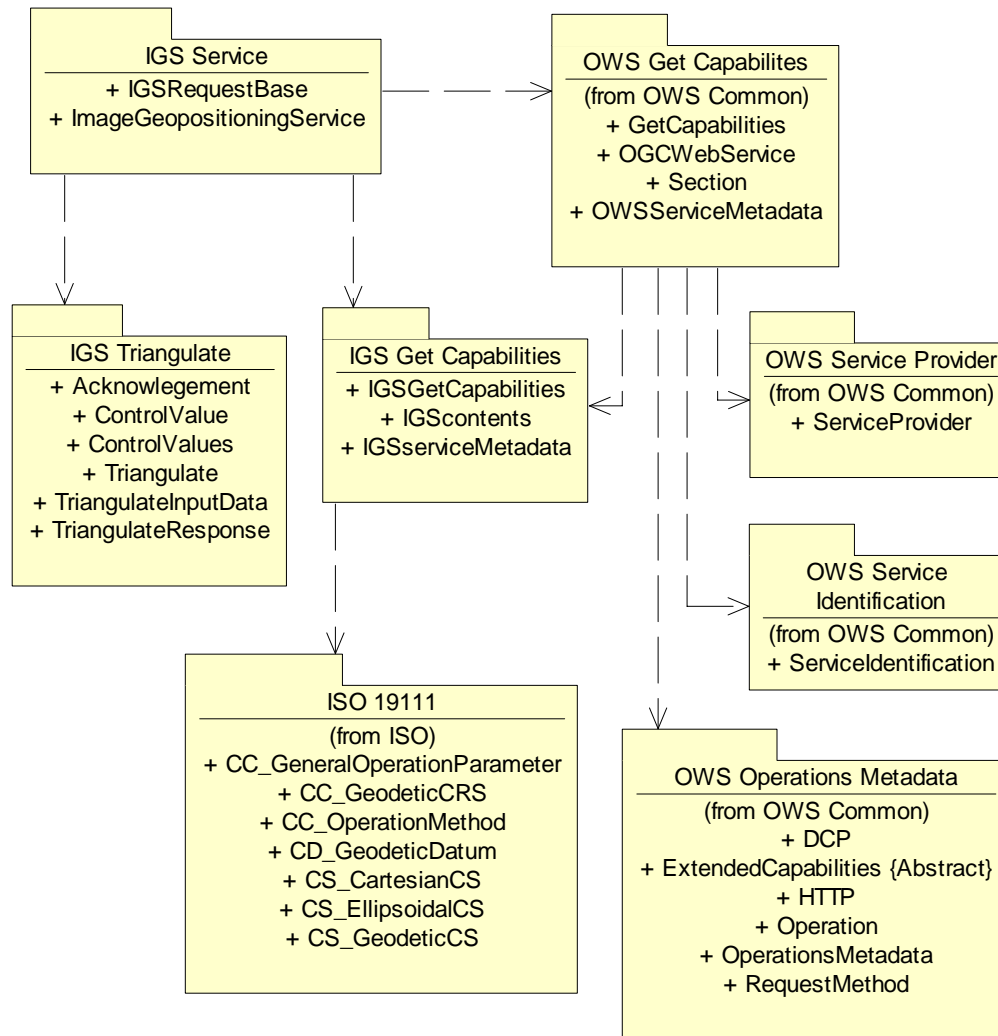 IGS Service
+ IGSRequestBase
+ ImageGeopositioningService
OWS Get Capabilites
(from OWS Common)
+ GetCapabilities
+ OGCWebService
+ Section
+ OWSServiceMetadata
IGS Triangulate
+ Acknowlegement
+ ControlValue
+ ControlValues
+ Triangulate
+ TriangulateInputData
+ TriangulateResponse
IGS Get Capabilities
+ IGSGetCapabilities
+ IGScontents
+ IGSserviceMetadata
OWS Service Provider
(from OWS Common)
+ ServiceProvider
OWS Service
Identification
(from OWS Common)
+ ServiceIdentification
ISO 19111
(from ISO)
+ CC_GeneralOperationParameter
+ CC_GeodeticCRS
+ CC_OperationMethod
+ CD_GeodeticDatum
+ CS_CartesianCS
+ CS_EllipsoidalCS
+ CS_GeodeticCS
OWS Operations Metadata
(from OWS Common)
+ DCP
+ ExtendedCapabilities {Abstract}
+ HTTP
+ Operation
+ OperationsMetadata
+ RequestMethod